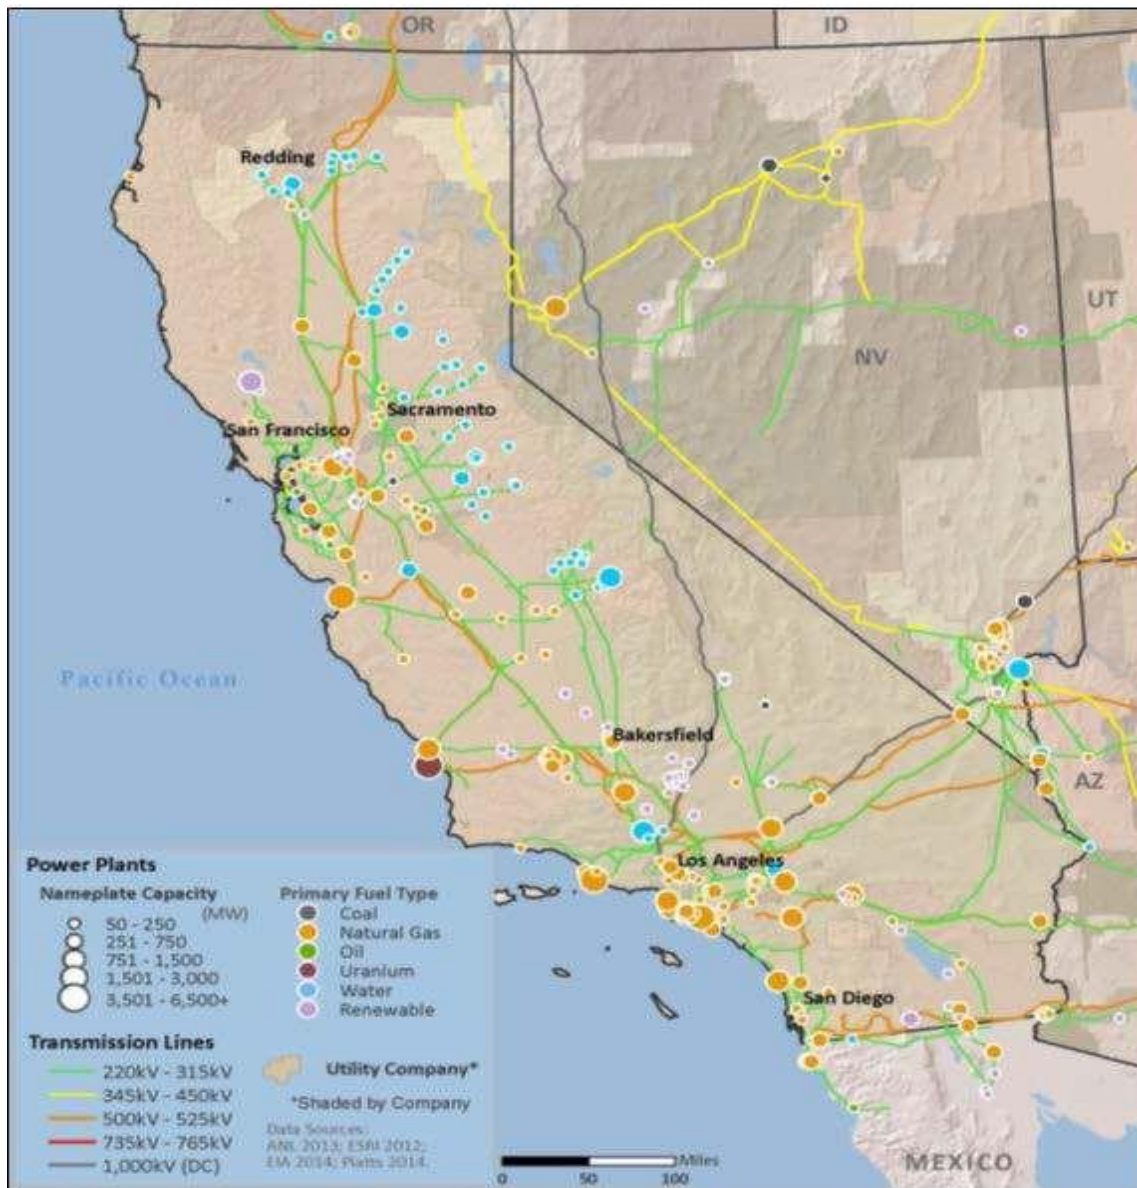 OR
ID
Redding
UT
NV
Sacramento
San Francisco
Pacific Ocean
Bakersfield
AZ
Los Angeles
San Diego
MEXICO
Power Plants
Nameplate Capacity
(MW)
50 - 250
251 - 750
751 - 1,500
1,501 - 3,000
3,501 - 6,500+
Primary Fuel Type
Coal
Natural Gas
Oil
Uranium
Water
Renewable
Transmission Lines
220kV - 315kV
345kV - 450kV
500kV - 525kV
735kV - 765kV
1,000kV (DC)
Utility Company*
*Shaded by Company
Data Sources:
ANL 2013; ESRI 2012;
EIA 2014; Platts 2014.
Miles
0 50 100